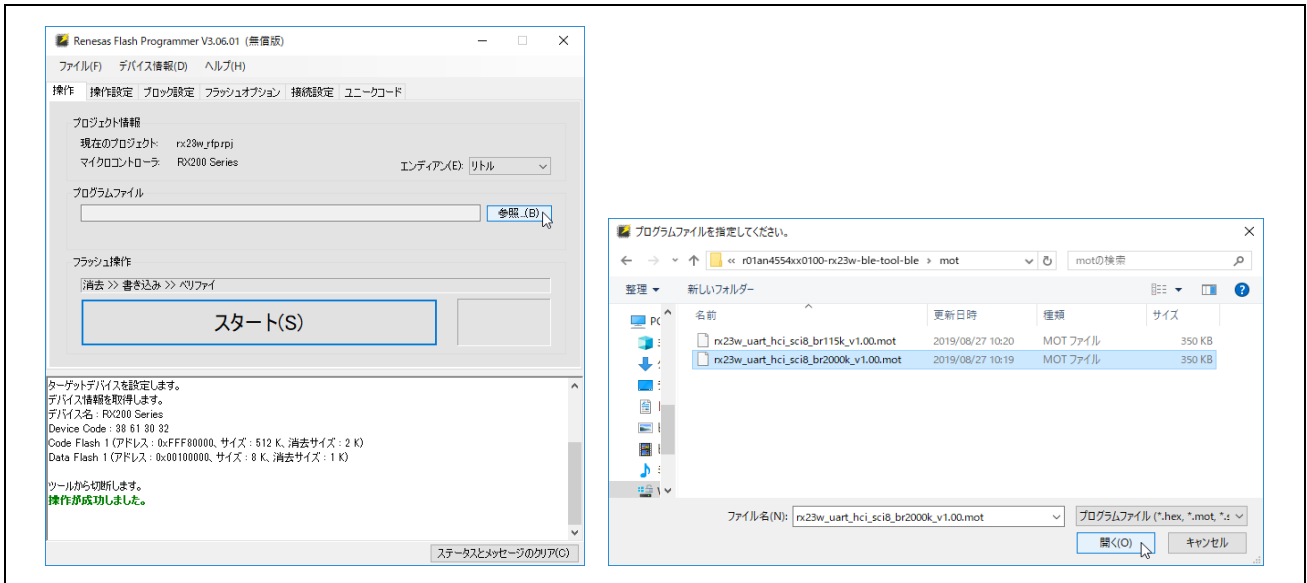 Renesas Flash Programmer V3.06.01 (無償版)
ファイル(F) デバイス情報(D) ヘルプ(H)
操作 操作設定 ブロック設定 フラッシュオプション 接続設定 ユニークコード
プロジェクト情報
現在のプロジェクト: rx23w_rfp.rpj
マイクロコントローラ: RX200 Series
エンディアン(E): リトル
プログラムファイル
参照...(B)
フラッシュ操作
消去 >> 書き込み >> ベリファイ
スタート(S)
ターゲットデバイスを設定します。
デバイス情報を取得します。
デバイス名 : RX200 Series
Device Code : 38 61 30 32
Code Flash 1 (アドレス : 0xFFF80000、サイズ : 512 K、消去サイズ : 2 K)
Data Flash 1 (アドレス : 0x00100000、サイズ : 8 K、消去サイズ : 1 K)
ツールから切断します。
操作が成功しました。
ステータスとメッセージのクリア(C)
プログラムファイルを指定してください。
« r01an4554xx0100-rx23w-ble-tool-ble › mot
motの検索
整理 新しいフォルダー
PC
名前 更新日時 種類 サイズ
rx23w_uart_hci_sci8_br115k_v1.00.mot 2019/08/27 10:20 MOT ファイル 350 KB
rx23w_uart_hci_sci8_br2000k_v1.00.mot 2019/08/27 10:19 MOT ファイル 350 KB
ファイル名(N): rx23w_uart_hci_sci8_br2000k_v1.00.mot
プログラムファイル (*.hex, *.mot, *.s
開く(O) キャンセル